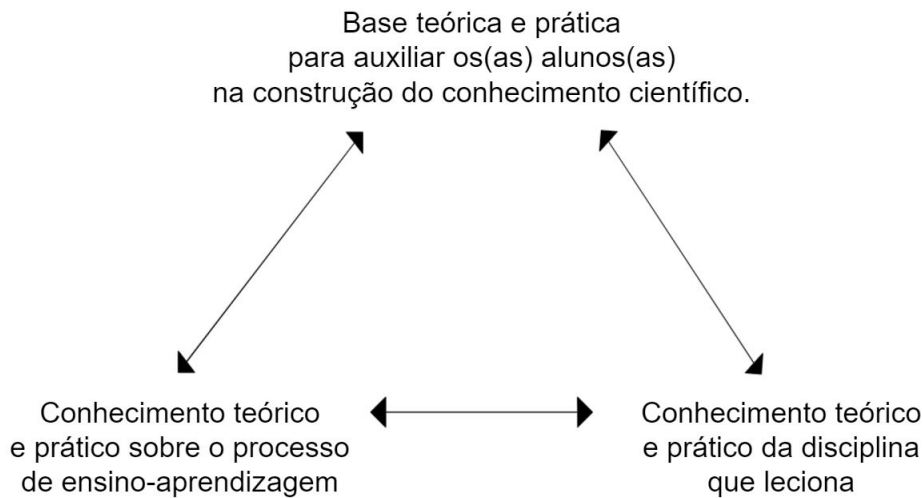 Base teórica e prática
para auxiliar os(as) alunos(as)
na construção do conhecimento científico.
Conhecimento teórico
e prático sobre o processo
de ensino-aprendizagem
Conhecimento teórico
e prático da disciplina
que leciona